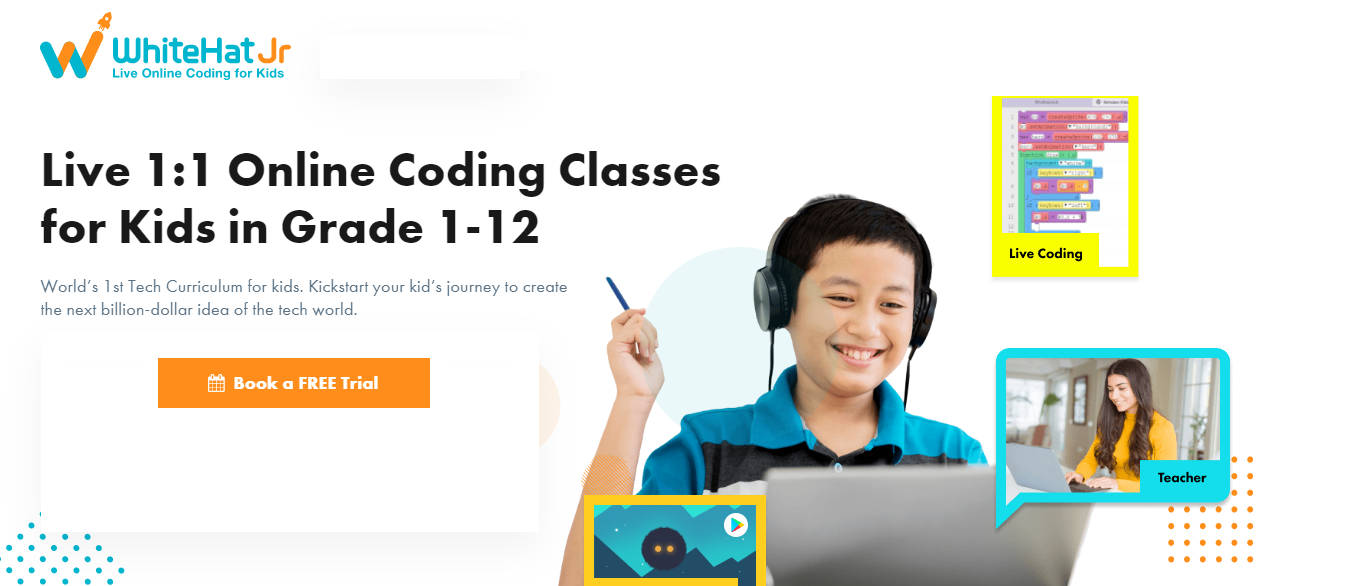 WhiteHat Jr
Live Online Coding for Kids
Live 1:1 Online Coding Classes
for Kids in Grade 1-12
World’s 1st Tech Curriculum for kids. Kickstart your kid’s journey to create
the next billion-dollar idea of the tech world.
Book a FREE Trial
Workspace
Live Coding
Teacher